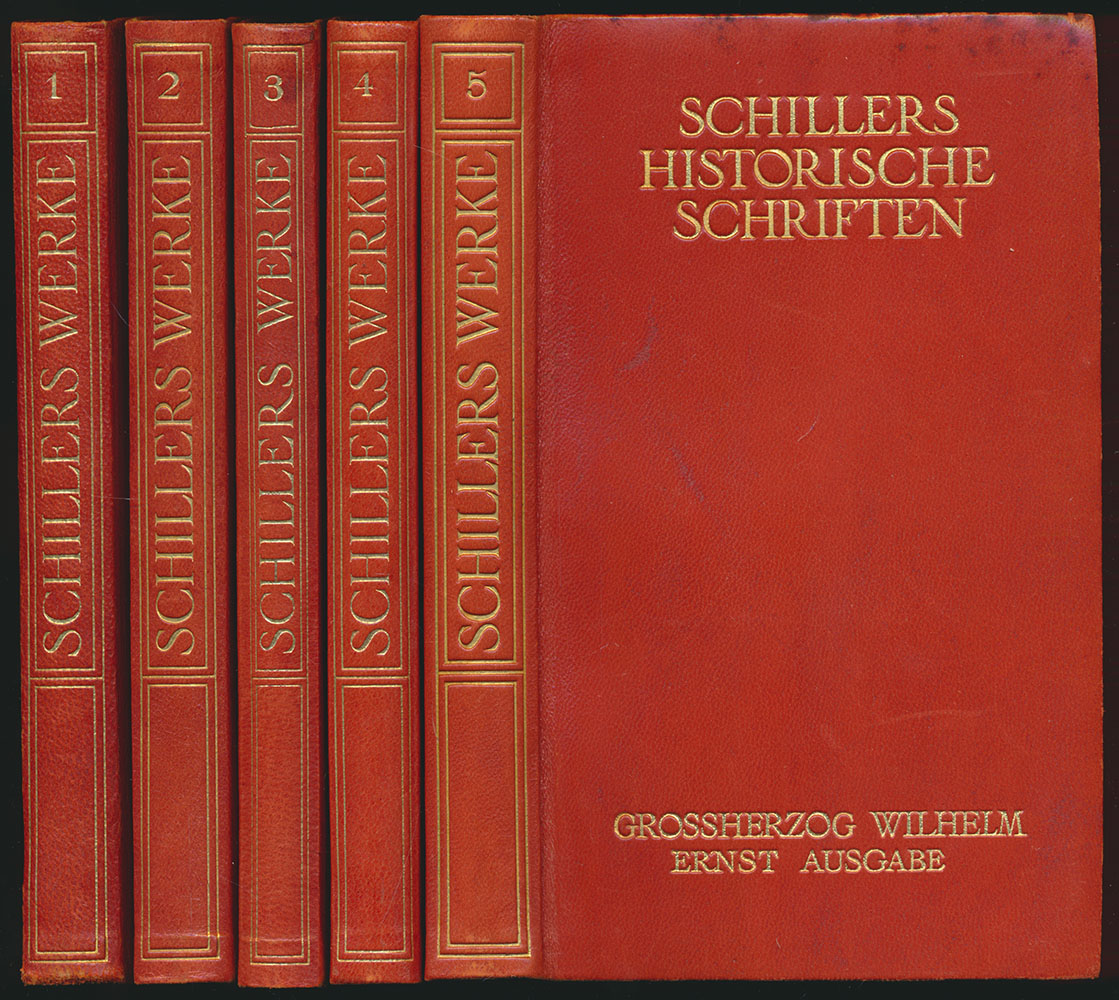 1
SCHILLERS WERKE
2
SCHILLERS WERKE
3
SCHILLERS WERKE
4
SCHILLERS WERKE
5
SCHILLERS WERKE
SCHILLERS
HISTORISCHE
SCHRIFTEN
GROSSHERZOG WILHELM
ERNST AUSGABE